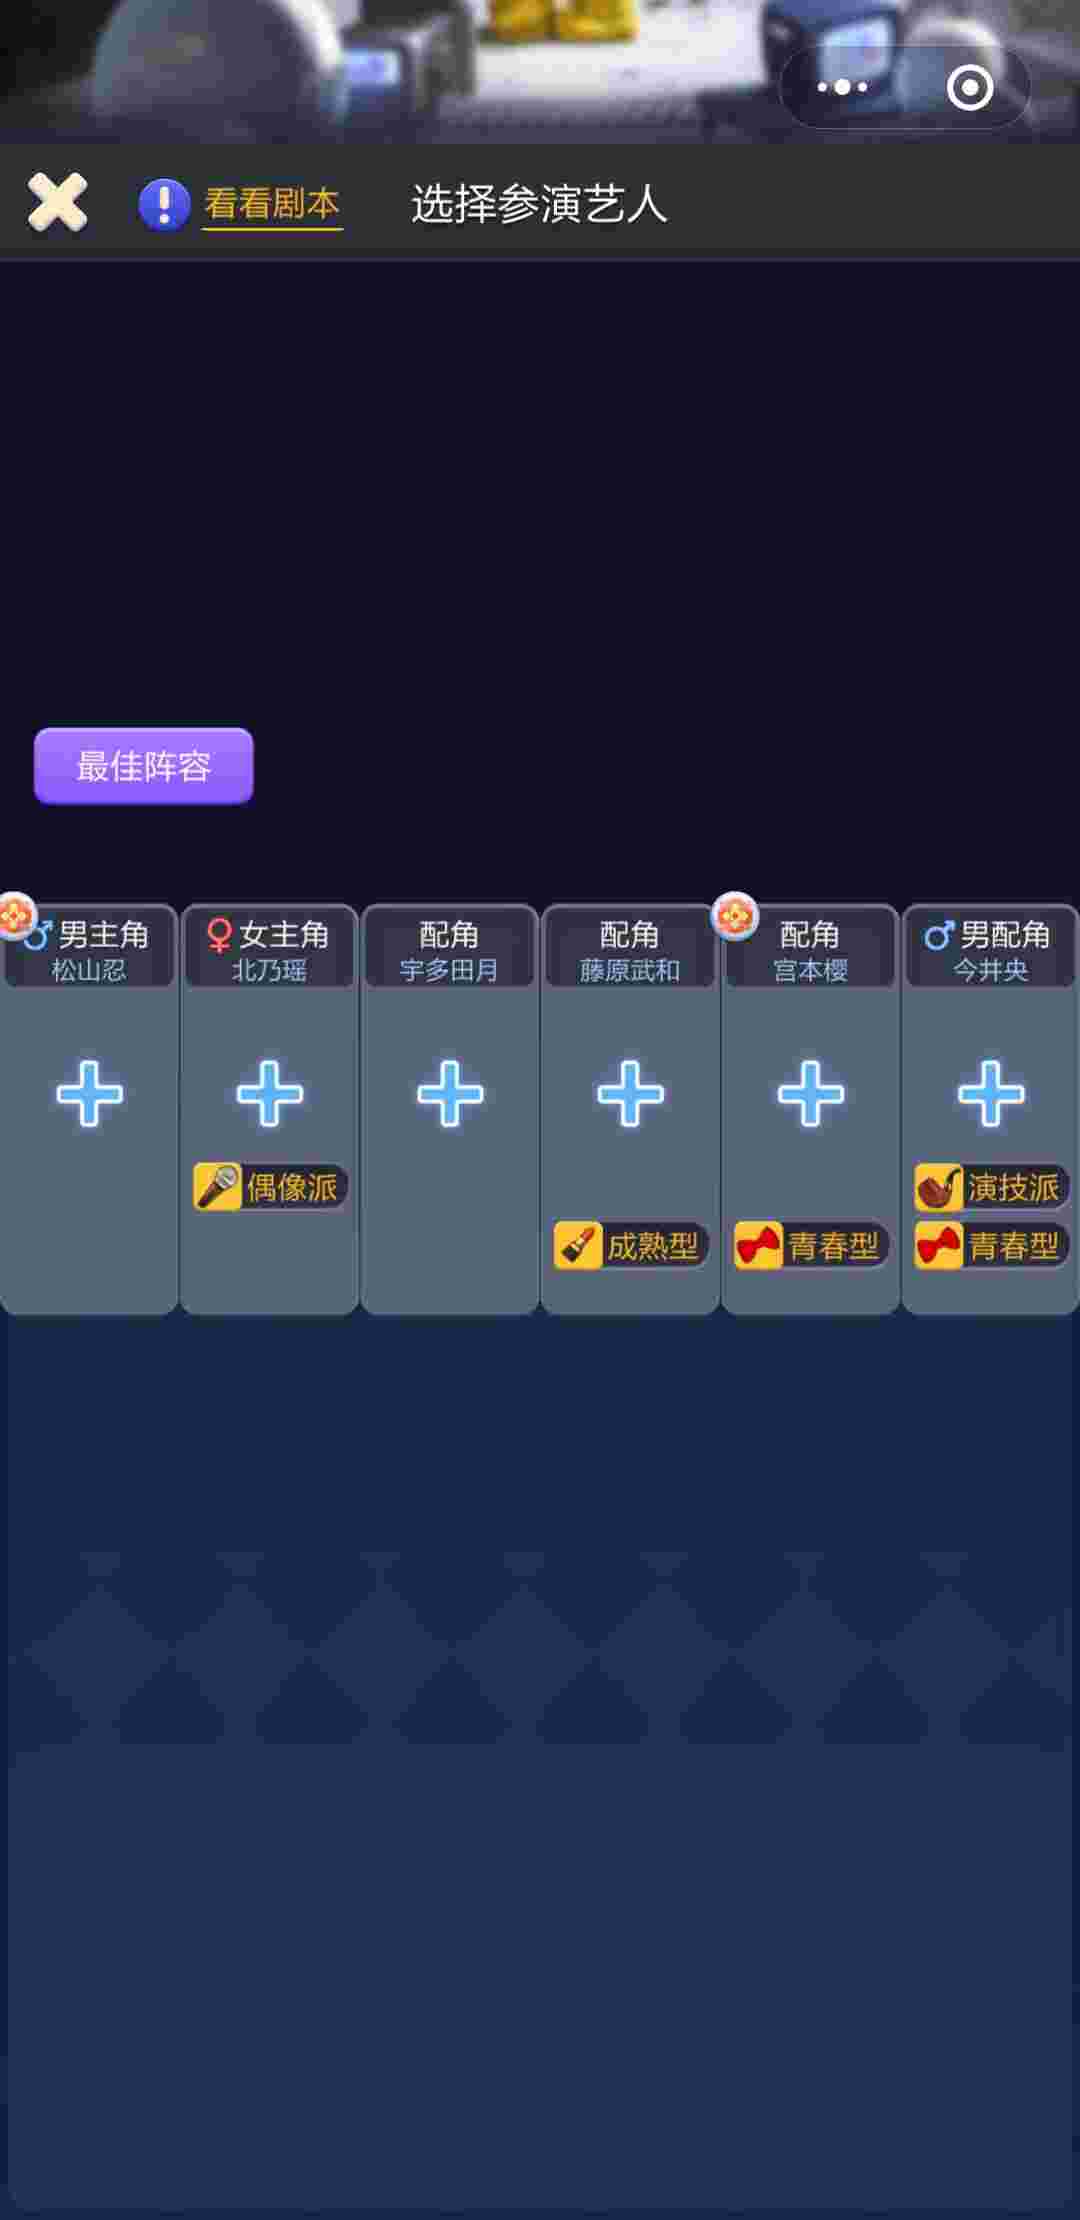 看看剧本
选择参演艺人
最佳阵容
男主角
松山忍
女主角
北乃瑶
配角
宇多田月
配角
藤原武和
配角
宫本樱
男配角
今井央
偶像派
演技派
成熟型
青春型
青春型